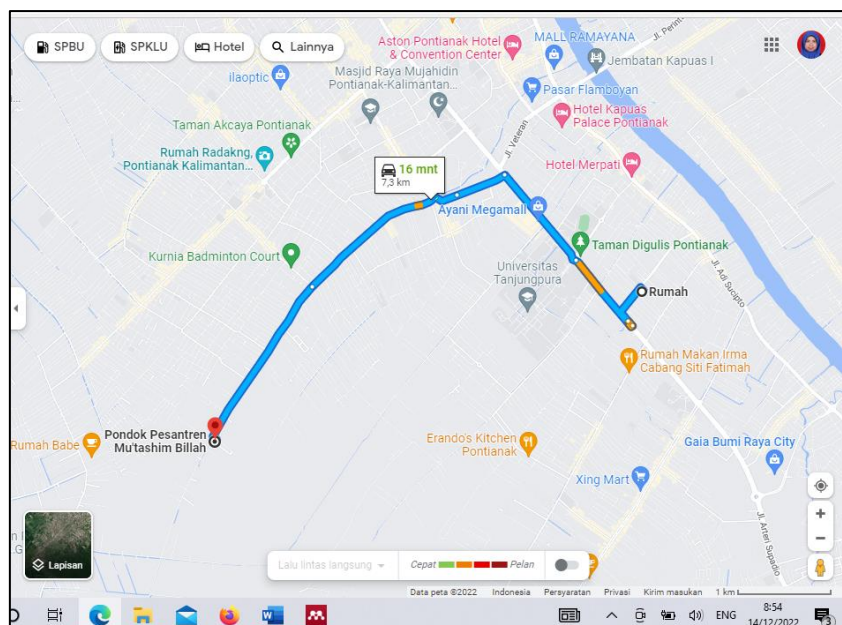 SPBU
SPKLU
Hotel
Lainnya
Aston Pontianak Hotel
& Convention Center
MALL RAMAYANA
Jembatan Kapuas I
ilaoptic
Masjid Raya Mujahidin
Pontianak-Kalimantan...
Pasar Flamboyan
Jl. Veteran
Hotel Kapuas
Palace Pontianak
Taman Akcaya Pontianak
Rumah Radakng,
Pontianak Kalimantan...
Hotel Merpati
16 mnt
7,3 km
Ayani Megamall
Kurnia Badminton Court
Taman Digulis Pontianak
Universitas
Tanjungpura
Jl. Adi Sucipto
Rumah
Rumah Makan Irma
Cabang Siti Fatimah
Pondok Pesantren
Mu'tashim Billah
Rumah Babe
Erando's Kitchen
Pontianak
Gaia Bumi Raya City
Xing Mart
Jl. Arteri Supadio
Lapisan
Lalu lintas langsung
Cepat
Pelan
Data peta ©2022
Indonesia
Persyaratan
Privasi
Kirim masukan
1 km
ENG
8:54
14/12/2022
3